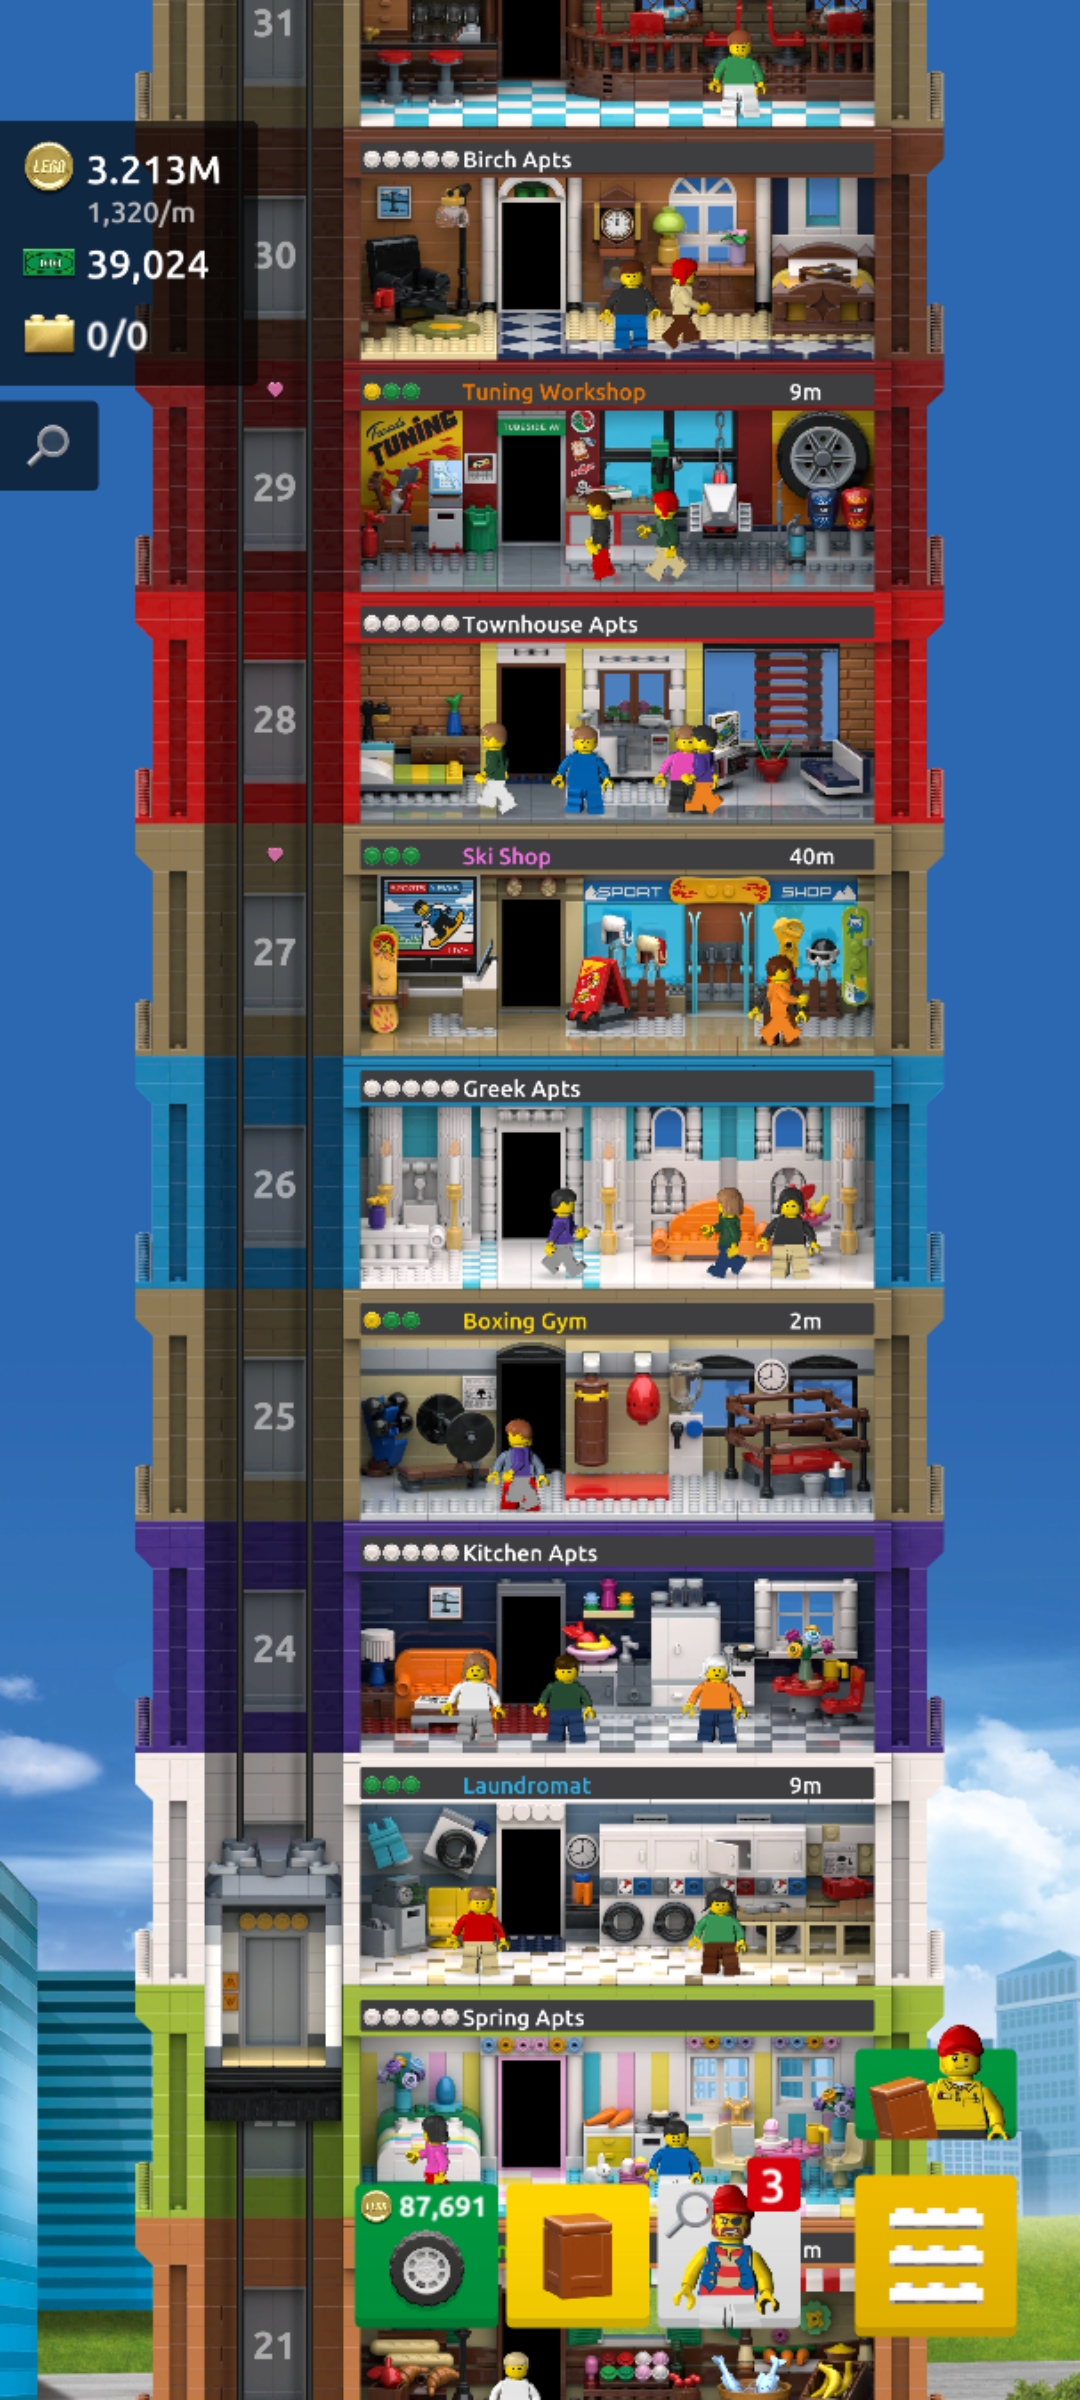 31
LEGO
3.213M
1,320/m
39,024
0/0
Birch Apts
30
Tuning Workshop 9m
TUNING
TUBESIDE AV
29
Townhouse Apts
28
Ski Shop 40m
SPORT SHOP
27
Greek Apts
26
Boxing Gym 2m
25
Kitchen Apts
24
Laundromat 9m
Spring Apts
3
87,691
m
21